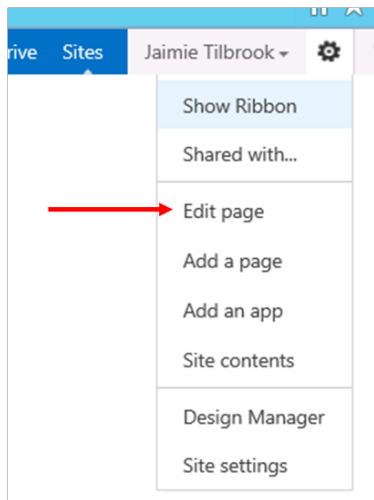 rive Sites Jaimie Tilbrook
Show Ribbon
Shared with...
Edit page
Add a page
Add an app
Site contents
Design Manager
Site settings